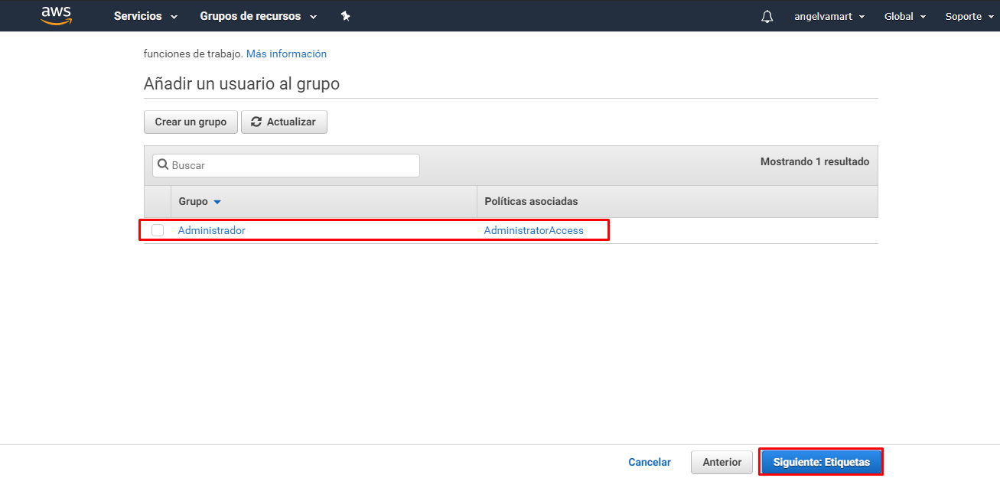 aws Servicios Grupos de recursos angelvamart Global Soporte
funciones de trabajo. Más información
Añadir un usuario al grupo
Crear un grupo Actualizar
Buscar Mostrando 1 resultado
Grupo Políticas asociadas
Administrador AdministratorAccess
Cancelar Anterior Siguiente: Etiquetas